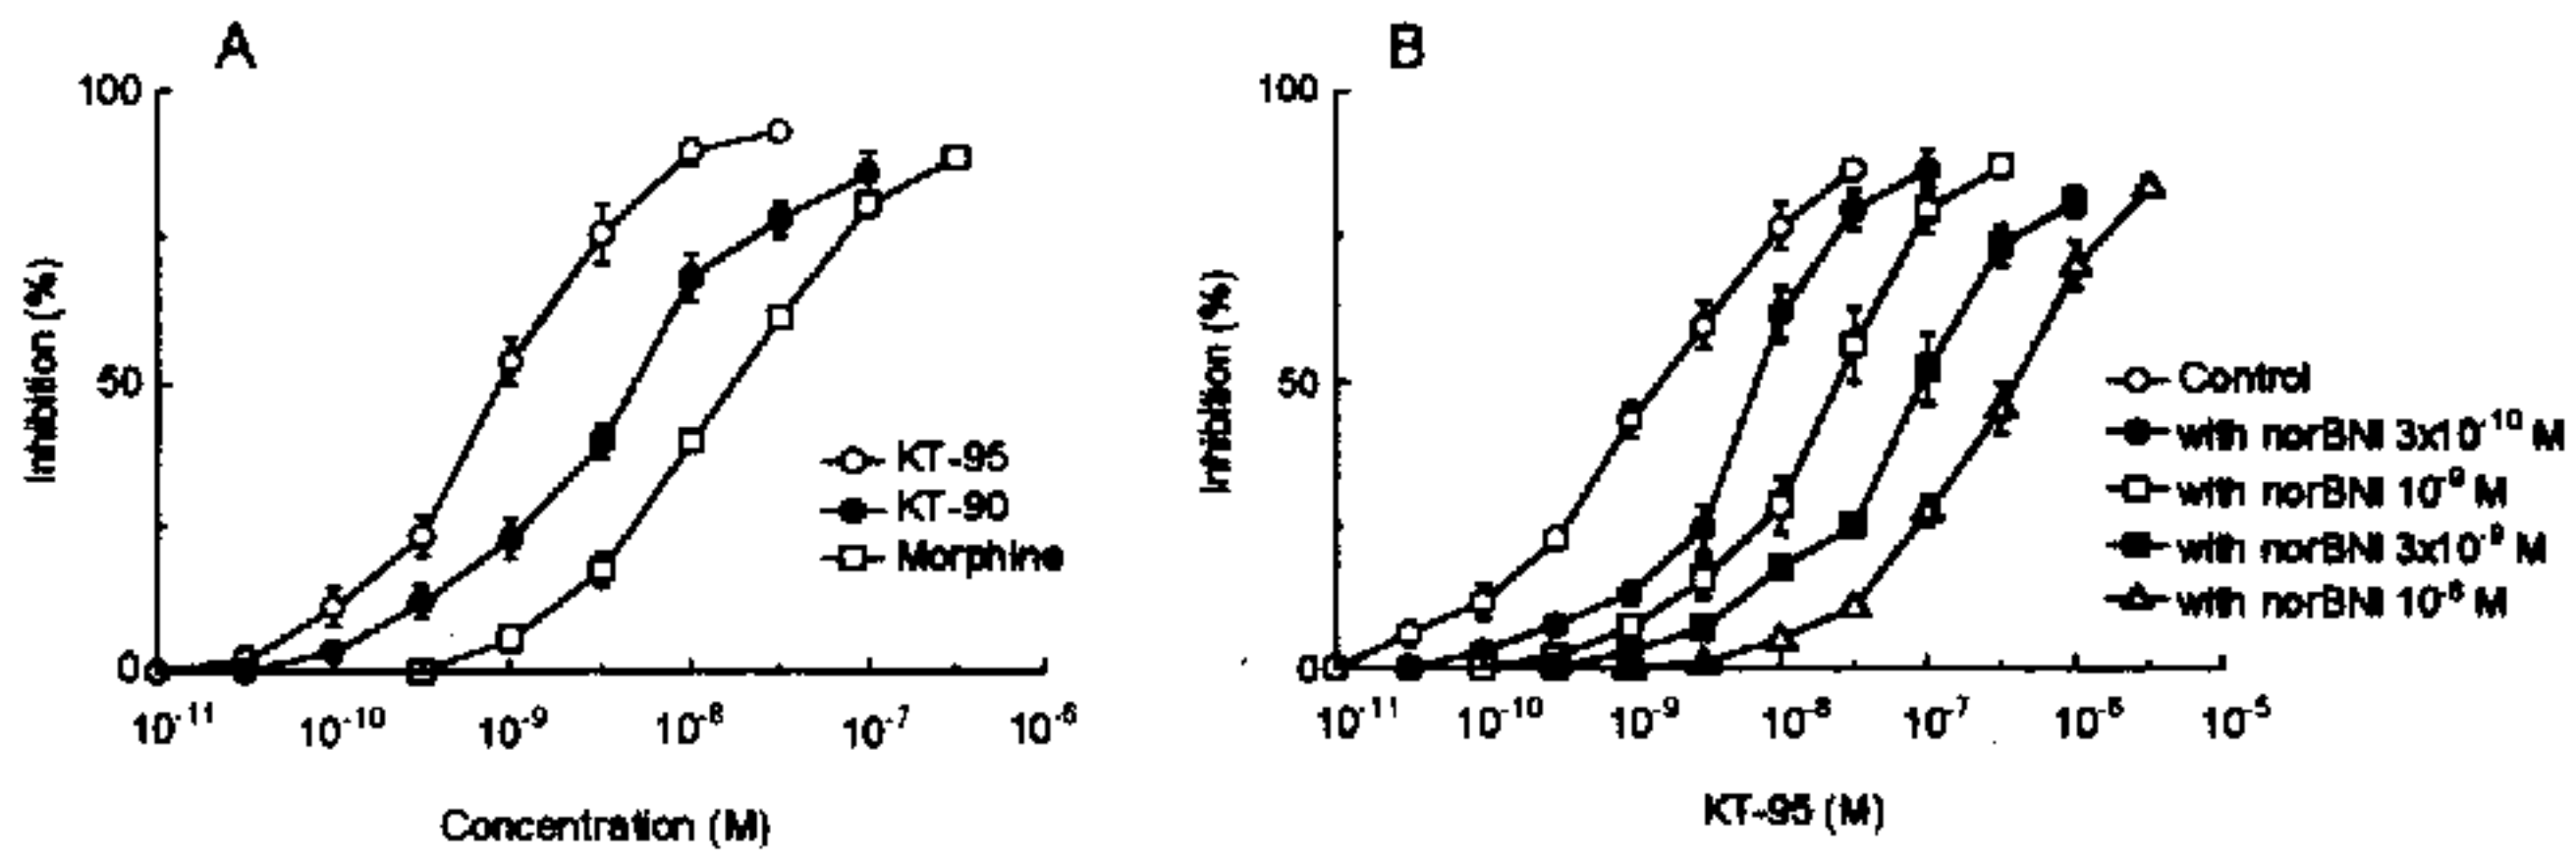 A
100
50
0
Inhibition (%)
10⁻¹¹ 10⁻¹⁰ 10⁻⁹ 10⁻⁸ 10⁻⁷ 10⁻⁶
Concentration (M)
KT-95
KT-90
Morphine
B
100
50
0
Inhibition (%)
10⁻¹¹ 10⁻¹⁰ 10⁻⁹ 10⁻⁸ 10⁻⁷ 10⁻⁶ 10⁻⁵
KT-95 (M)
Control
with norBNI 3x10⁻¹⁰ M
with norBNI 10⁻⁹ M
with norBNI 3x10⁻⁹ M
with norBNI 10⁻⁸ M